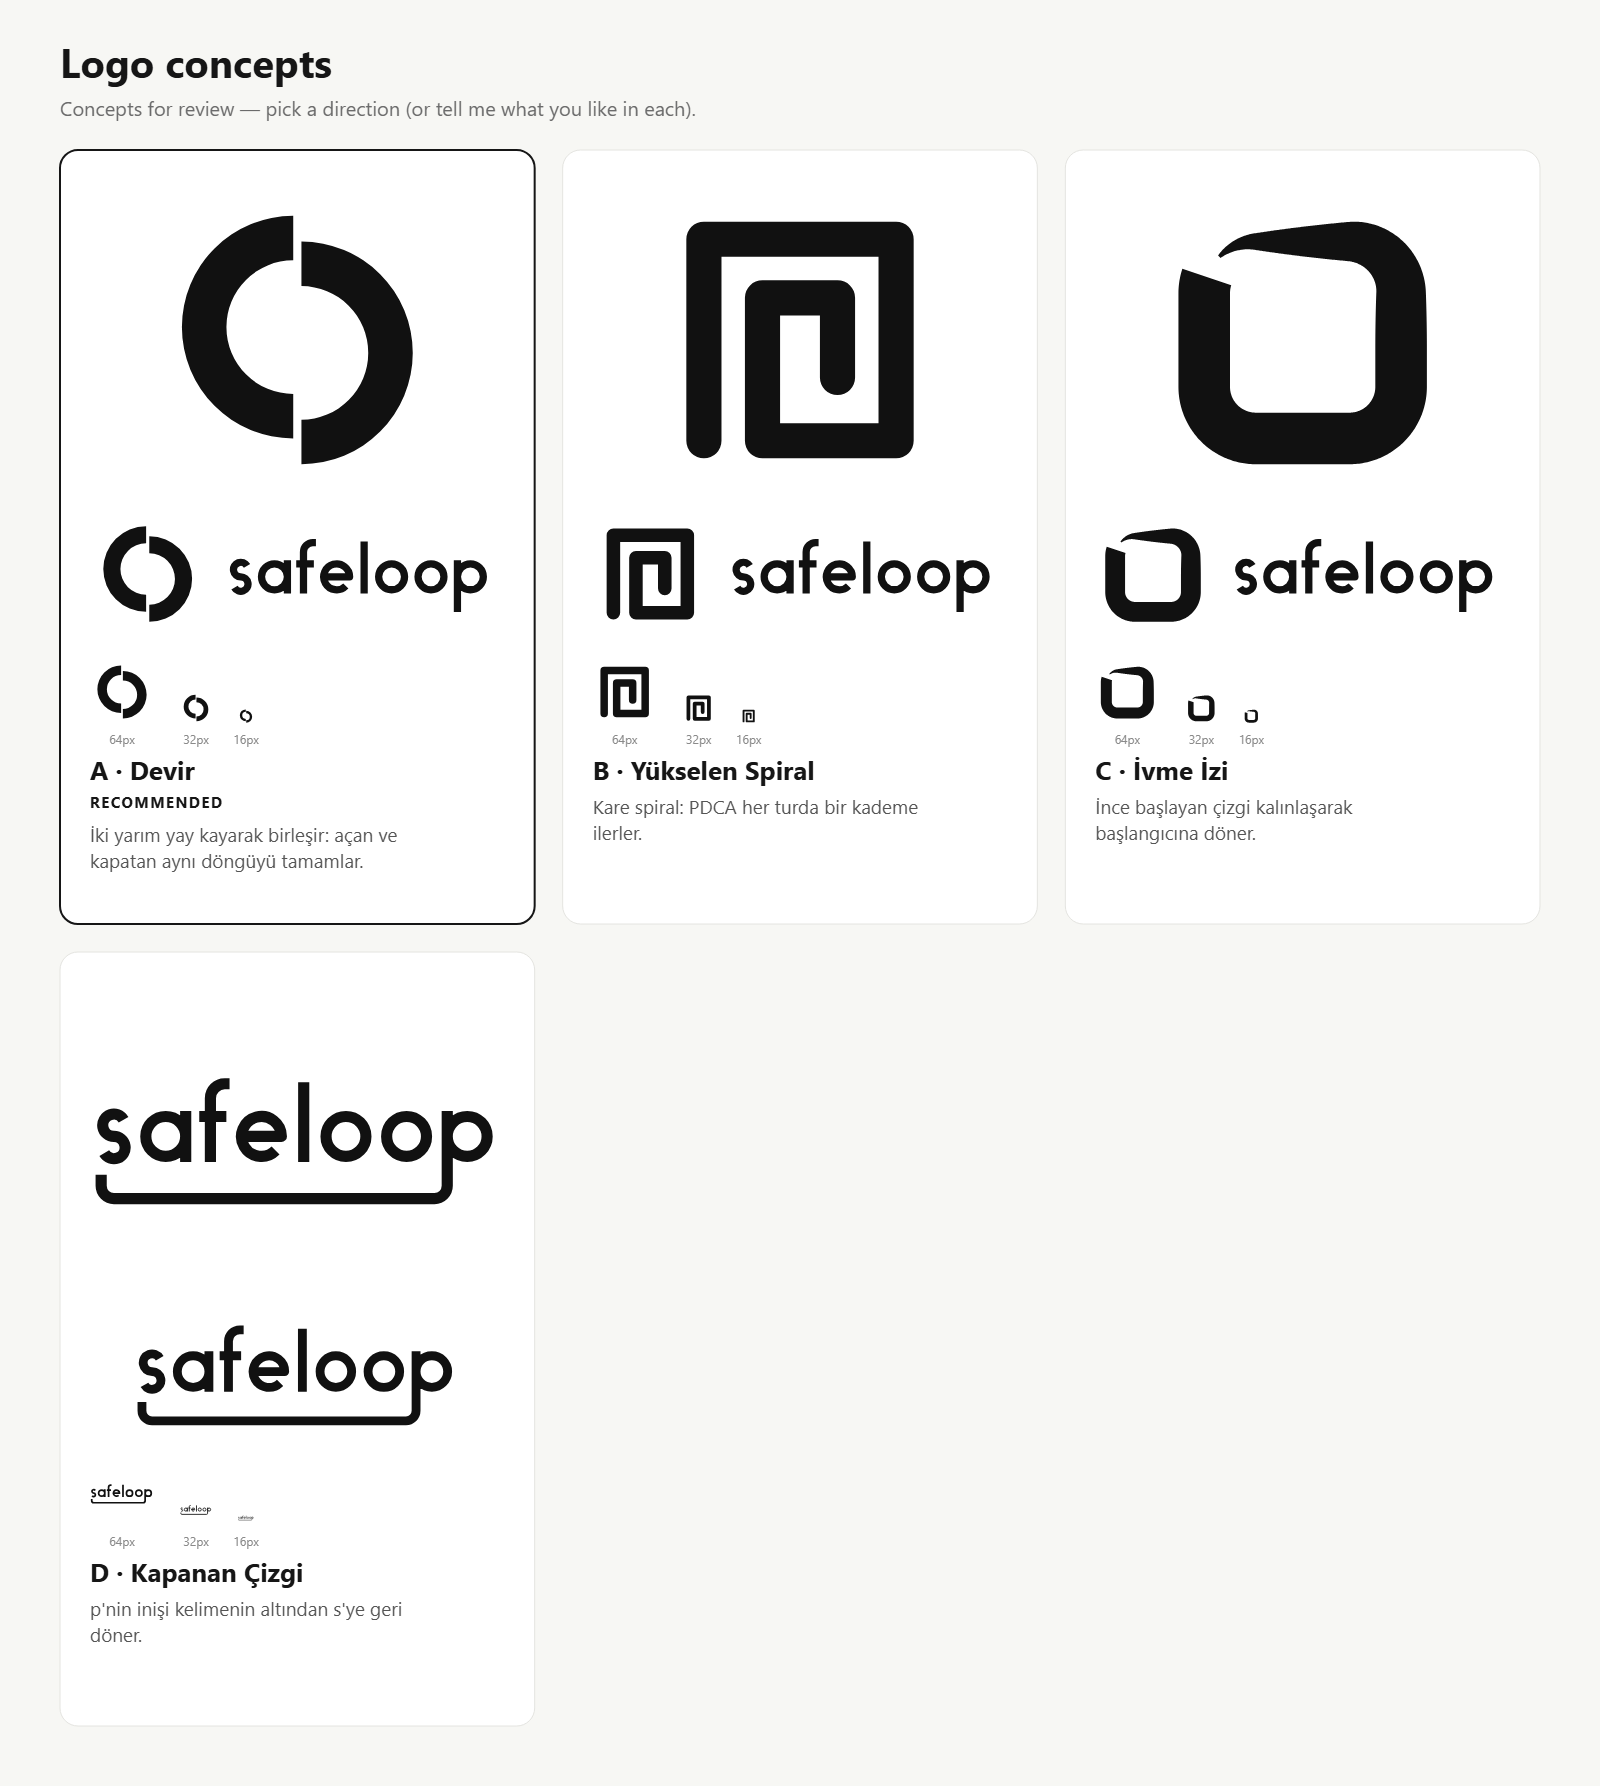 Logo concepts
Concepts for review — pick a direction (or tell me what you like in each).
safeloop
64px 32px 16px
A · Devir
RECOMMENDED
İki yarım yay kayarak birleşir: açan ve
kapatan aynı döngüyü tamamlar.
safeloop
64px 32px 16px
B · Yükselen Spiral
Kare spiral: PDCA her turda bir kademe
ilerler.
safeloop
64px 32px 16px
C · İvme İzi
İnce başlayan çizgi kalınlaşarak
başlangıcına döner.
safeloop
safeloop
safeloop safeloop safeloop
64px 32px 16px
D · Kapanan Çizgi
p'nin inişi kelimenin altından s'ye geri
döner.